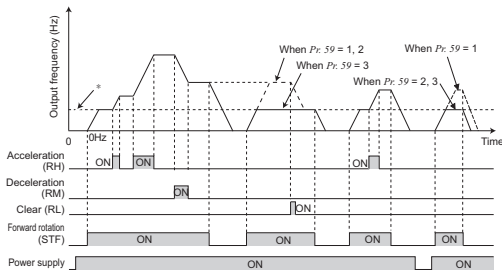 Output frequency (Hz)
*
When Pr. 59 = 1, 2
When Pr. 59 = 3
When Pr. 59 = 1
When Pr. 59 = 2, 3
0
0Hz
Time
Acceleration
(RH)
ON
ON
ON
Deceleration
(RM)
ON
Clear (RL)
ON
Forward rotation
(STF)
ON
ON
ON
ON
Power supply
ON
ON